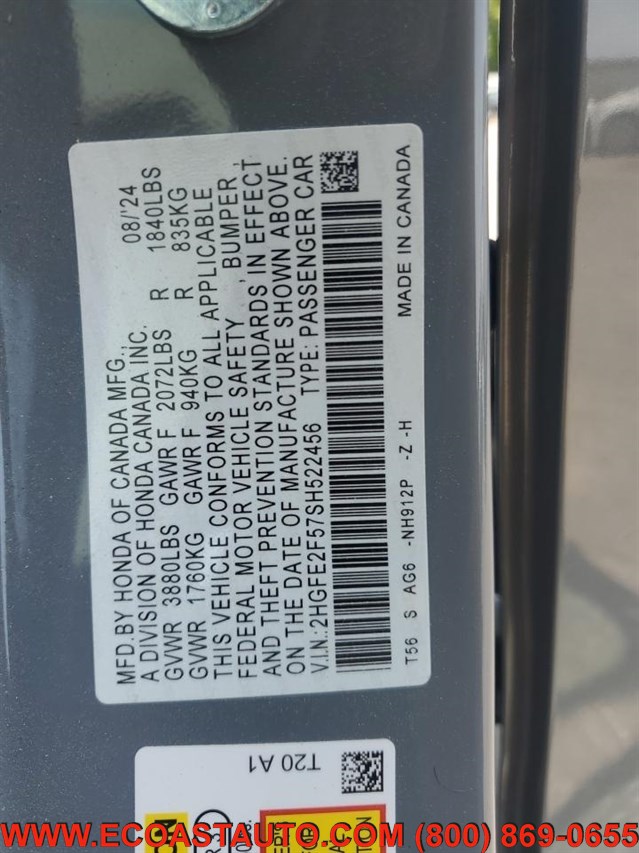 MFD.BY HONDA OF CANADA MFG.,
A DIVISION OF HONDA CANADA INC. 08/'24
GVWR 3880LBS GAWR F 2072LBS R 1840LBS
GVWR 1760KG GAWR F 940KG R 835KG
THIS VEHICLE CONFORMS TO ALL APPLICABLE
FEDERAL MOTOR VEHICLE SAFETY , BUMPER ,
AND THEFT PREVENTION STANDARDS IN EFFECT
ON THE DATE OF MANUFACTURE SHOWN ABOVE.
V.I.N.:2HGFE2F57SH522456 TYPE: PASSENGER CAR
T56 S AG6 -NH912P -Z -H MADE IN CANADA
T20 A1
WWW.ECOASTAUTO.COM (800) 869-0655